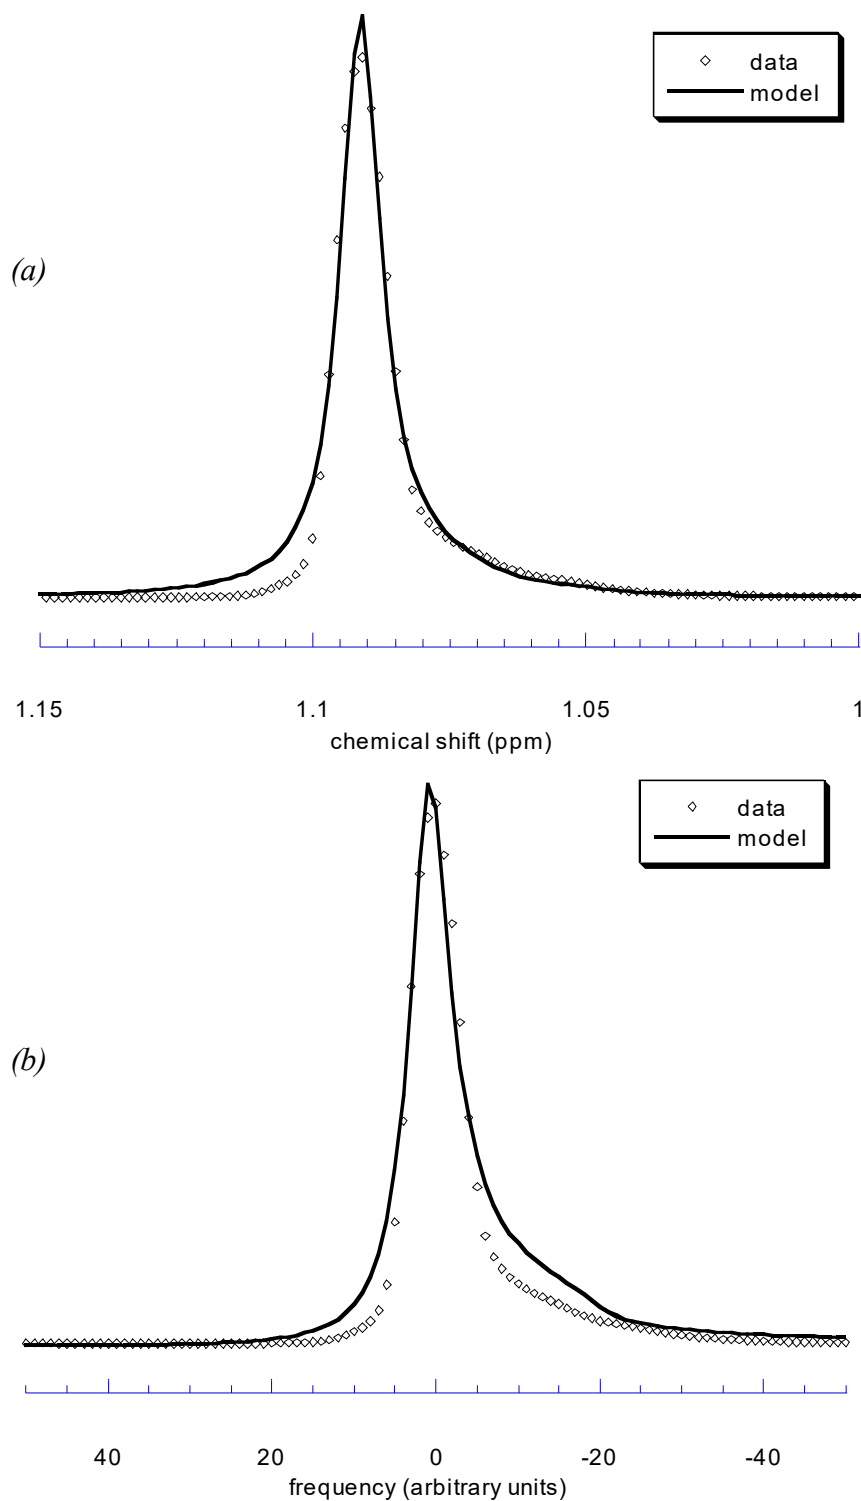 data
model
(a)
1.15 1.1 1.05 1
chemical shift (ppm)
data
model
(b)
40 20 0 -20 -40
frequency (arbitrary units)